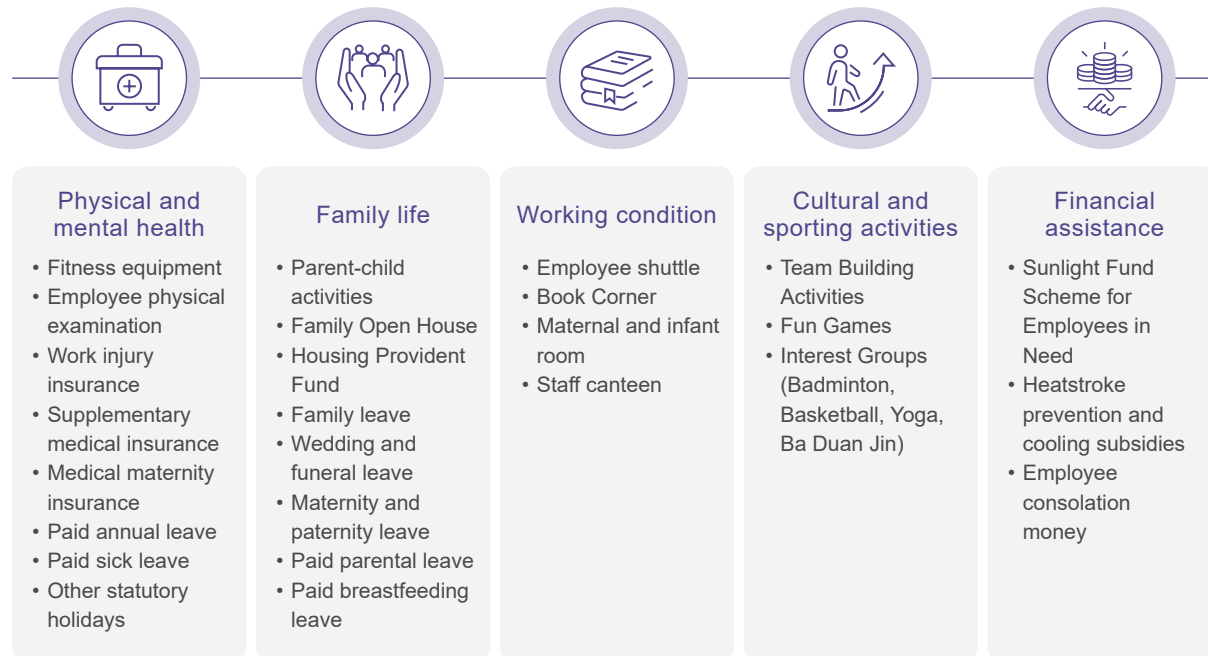 Physical and
mental health
• Fitness equipment
• Employee physical
examination
• Work injury
insurance
• Supplementary
medical insurance
• Medical maternity
insurance
• Paid annual leave
• Paid sick leave
• Other statutory
holidays
Family life
• Parent-child
activities
• Family Open House
• Housing Provident
Fund
• Family leave
• Wedding and
funeral leave
• Maternity and
paternity leave
• Paid parental leave
• Paid breastfeeding
leave
Working condition
• Employee shuttle
• Book Corner
• Maternal and infant
room
• Staff canteen
Cultural and
sporting activities
• Team Building
Activities
• Fun Games
• Interest Groups
(Badminton,
Basketball, Yoga,
Ba Duan Jin)
Financial
assistance
• Sunlight Fund
Scheme for
Employees in
Need
• Heatstroke
prevention and
cooling subsidies
• Employee
consolation
money